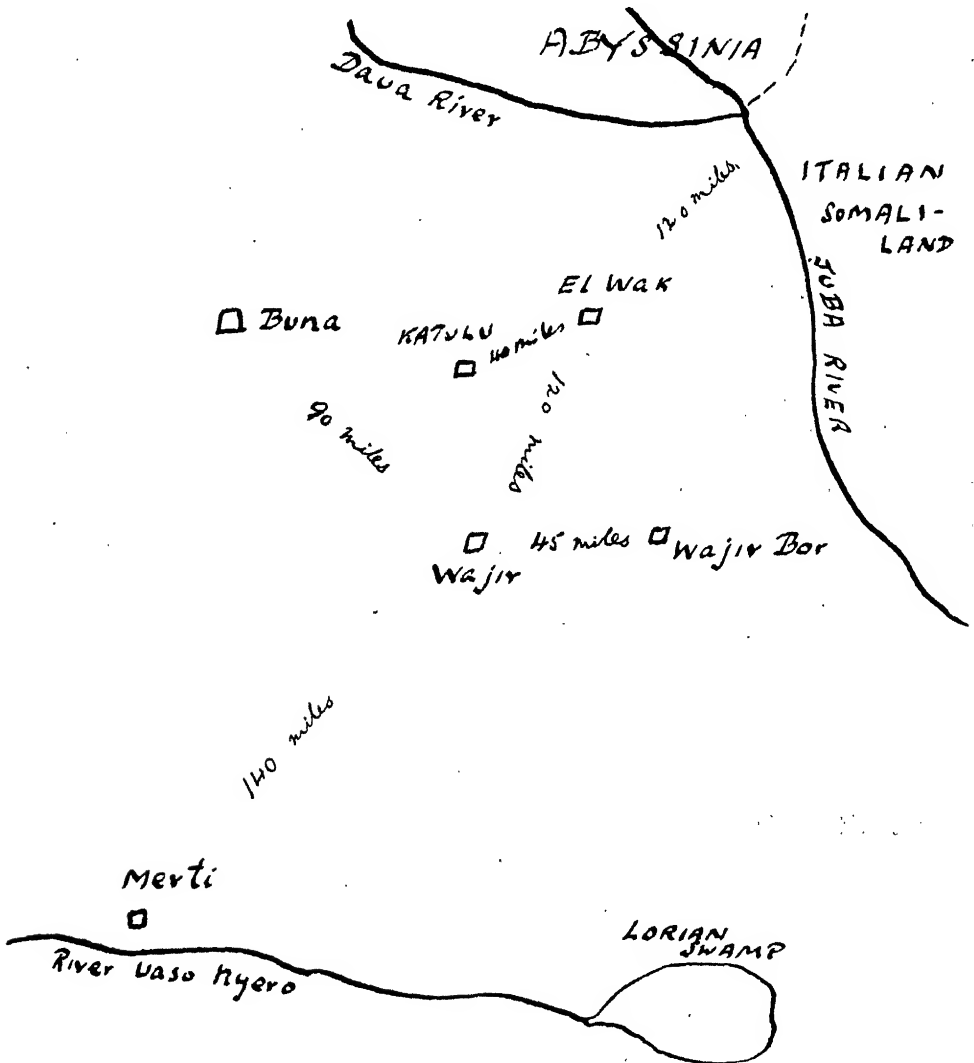 ABYSSINIA
Daua River
ITALIAN
SOMALI-
LAND
120 miles.
JUBA RIVER
EL Wak
Buna
KATULU
40 miles
120 miles
90 miles
Wajir
45 miles
Wajir Bor
140 miles
Merti
River Uaso Nyero
LORIAN
SWAMP